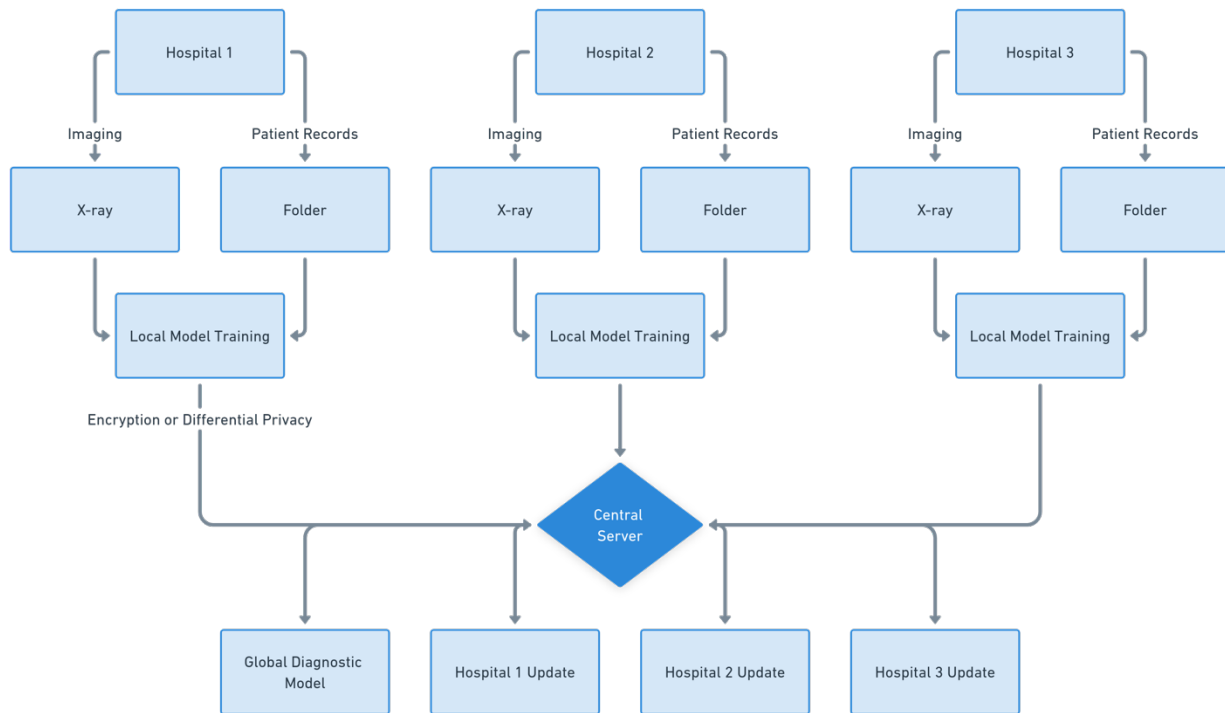 Hospital 1
Hospital 2
Hospital 3
Imaging
Patient Records
Imaging
Patient Records
Imaging
Patient Records
X-ray
Folder
X-ray
Folder
X-ray
Folder
Local Model Training
Local Model Training
Local Model Training
Encryption or Differential Privacy
Central
Server
Global Diagnostic
Model
Hospital 1 Update
Hospital 2 Update
Hospital 3 Update